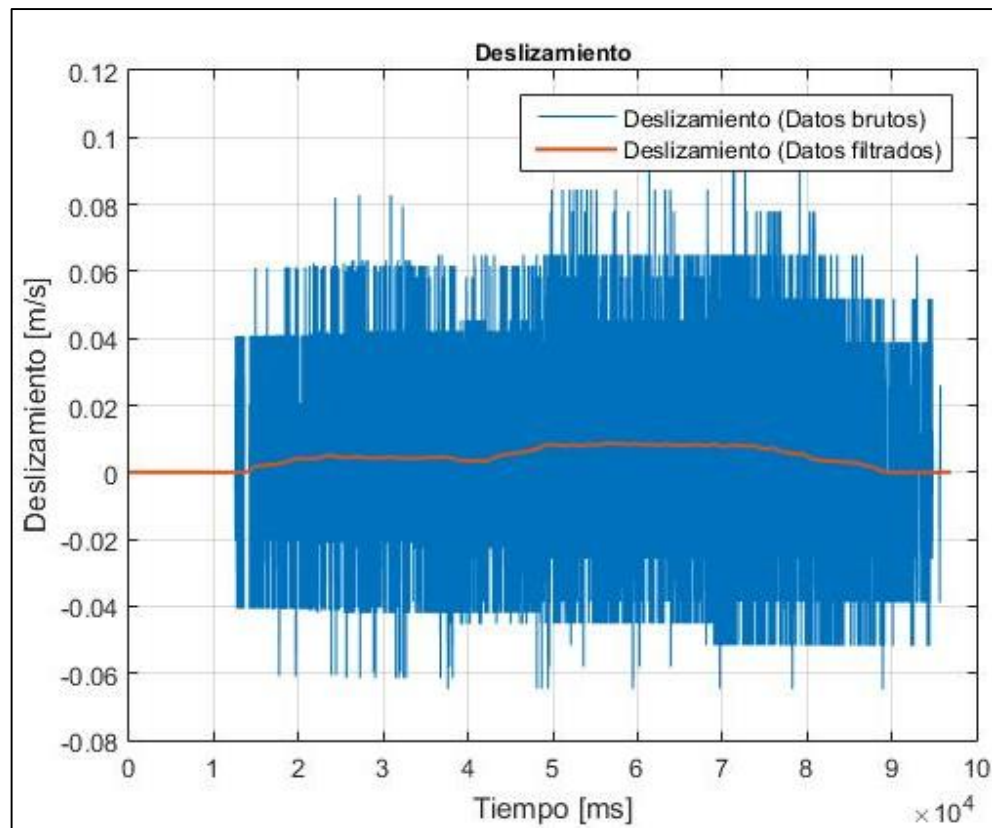 Deslizamiento
0.12
0.1
0.08
0.06
0.04
0.02
0
-0.02
-0.04
-0.06
-0.08
Deslizamiento [m/s]
Deslizamiento (Datos brutos)
Deslizamiento (Datos filtrados)
0 1 2 3 4 5 6 7 8 9 10
Tiempo [ms]
× 10^4